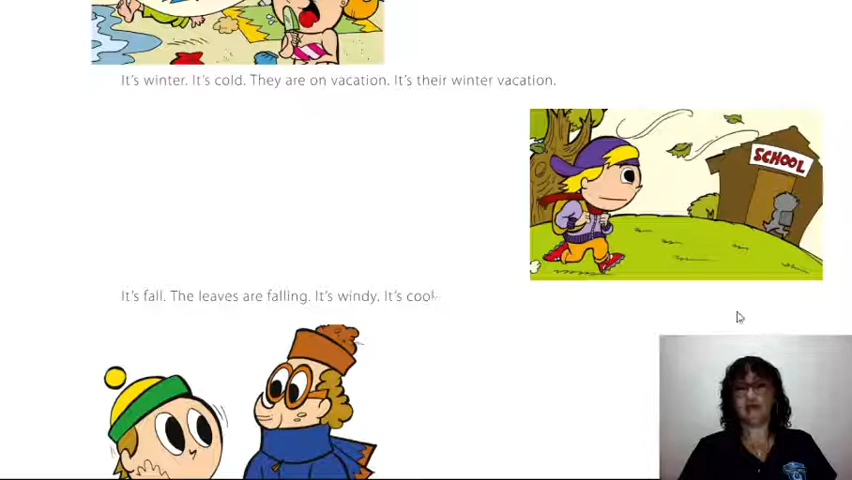 It's winter. It's cold. They are on vacation. It's their winter vacation.
SCHOOL
It's fall. The leaves are falling. It's windy. It's cool.